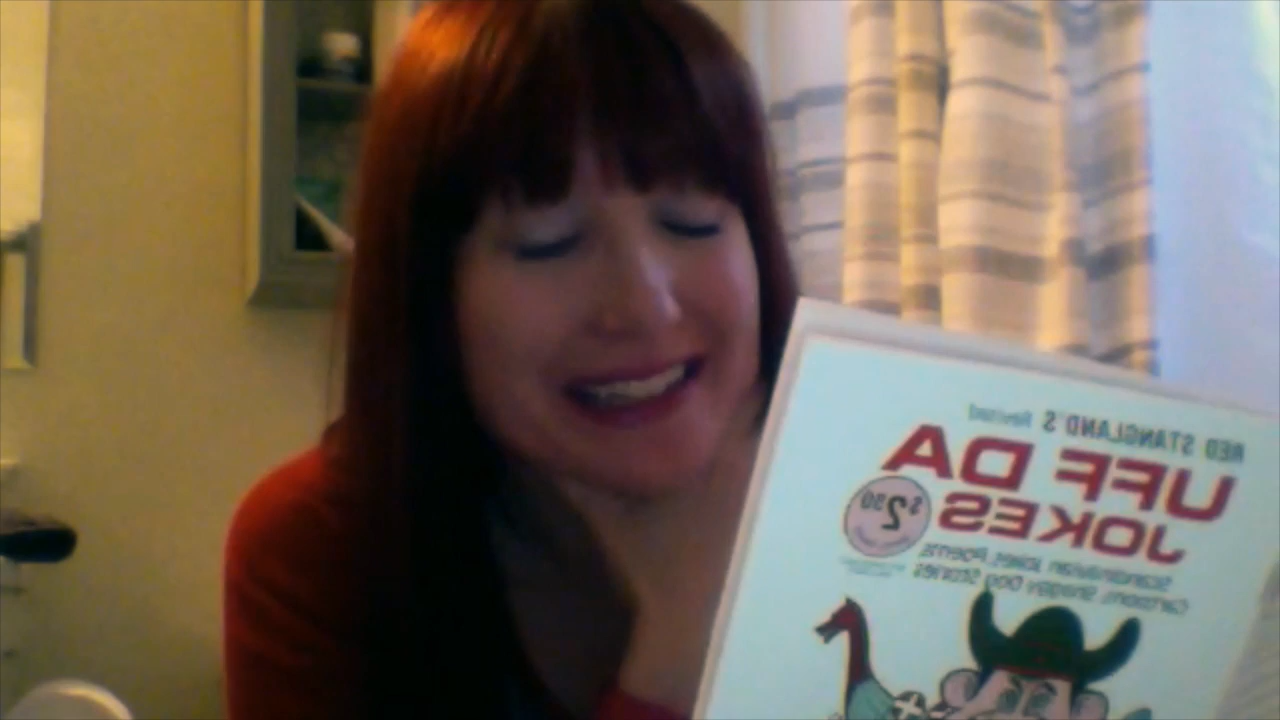 RED STANGLAND'S Revised
UFF DA
JOKES
$2.50
Scandinavian Jokes Poems
Cartoons Shaggy Dog Stories